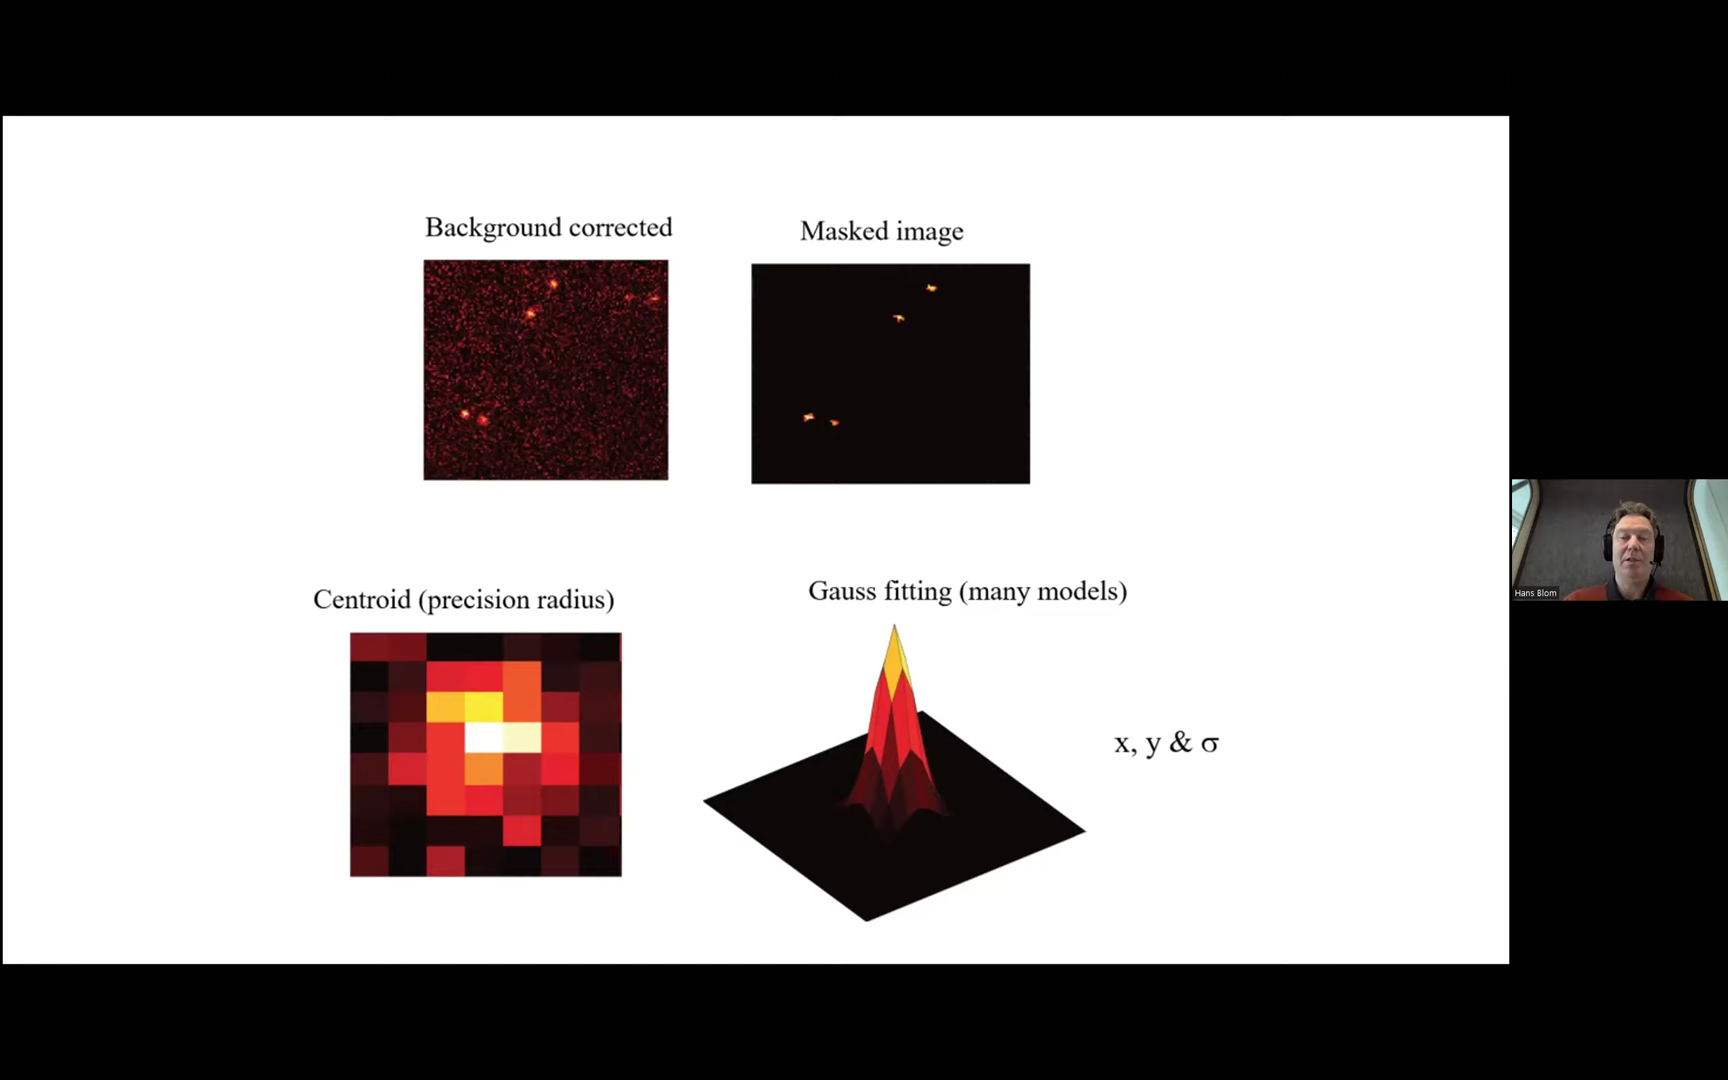 Background corrected
Masked image
Centroid (precision radius)
Gauss fitting (many models)
x, y & σ
Hans Blom